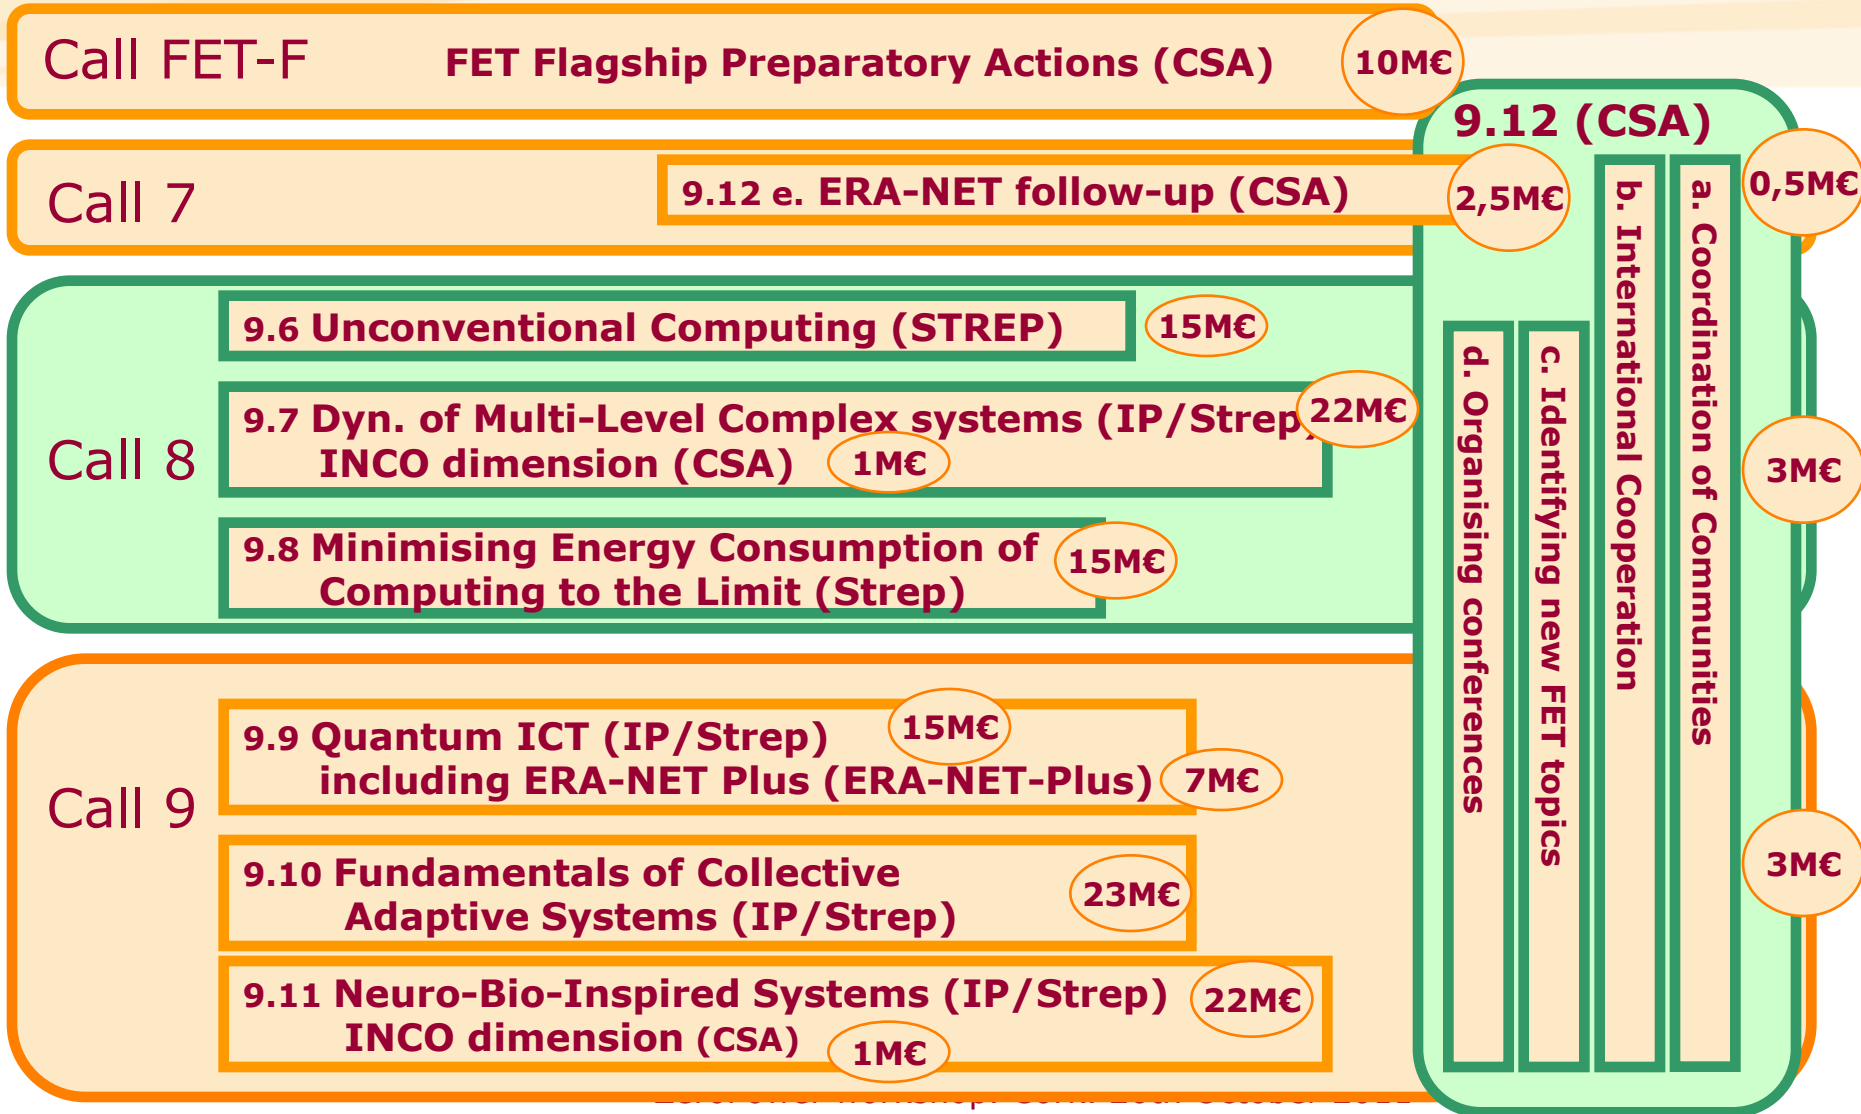 Call FET-F
FET Flagship Preparatory Actions (CSA)
10M€
9.12 (CSA)
Call 7
9.12 e. ERA-NET follow-up (CSA)
2,5M€
0,5M€
a. Coordination of Communities
b. International Cooperation
c. Identifying new FET topics
d. Organising conferences
Call 8
9.6 Unconventional Computing (STREP)
15M€
9.7 Dyn. of Multi-Level Complex systems (IP/Strep)
22M€
INCO dimension (CSA)
1M€
3M€
9.8 Minimising Energy Consumption of
Computing to the Limit (Strep)
15M€
Call 9
9.9 Quantum ICT (IP/Strep)
15M€
including ERA-NET Plus (ERA-NET-Plus)
7M€
9.10 Fundamentals of Collective
Adaptive Systems (IP/Strep)
23M€
3M€
9.11 Neuro-Bio-Inspired Systems (IP/Strep)
22M€
INCO dimension (CSA)
1M€